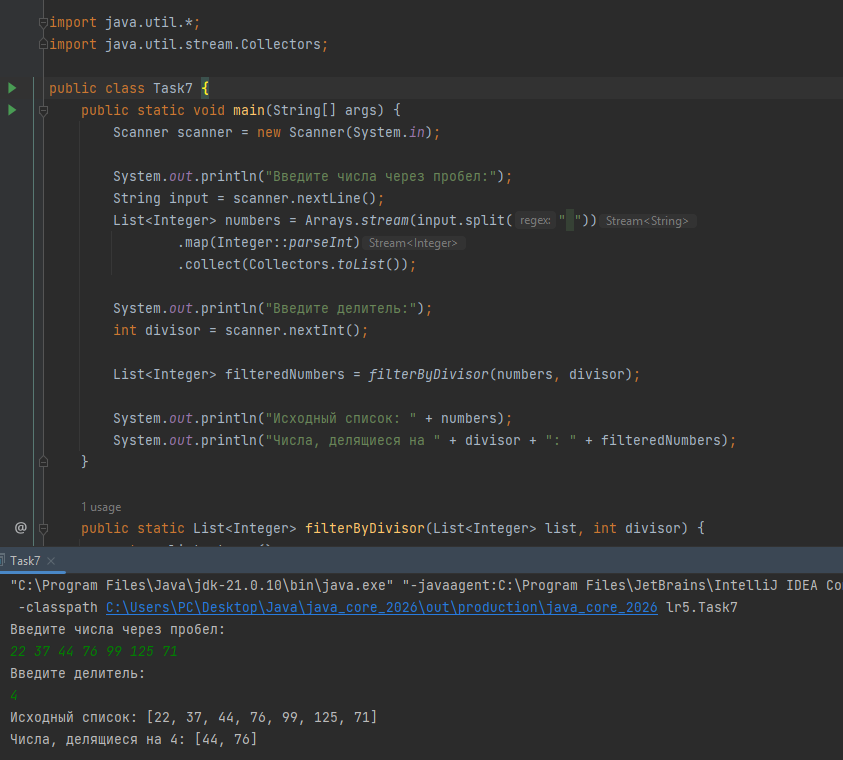 import java.util.*;
import java.util.stream.Collectors;
public class Task7 {
public static void main(String[] args) {
Scanner scanner = new Scanner(System.in);
System.out.println("Введите числа через пробел:");
String input = scanner.nextLine();
List<Integer> numbers = Arrays.stream(input.split( regex: " ")) Stream<String>
.map(Integer::parseInt) Stream<Integer>
.collect(Collectors.toList());
System.out.println("Введите делитель:");
int divisor = scanner.nextInt();
List<Integer> filteredNumbers = filterByDivisor(numbers, divisor);
System.out.println("Исходный список: " + numbers);
System.out.println("Числа, делящиеся на " + divisor + ": " + filteredNumbers);
}
1 usage
@ public static List<Integer> filterByDivisor(List<Integer> list, int divisor) {
Task7 ×
"C:\Program Files\Java\jdk-21.0.10\bin\java.exe" "-javaagent:C:\Program Files\JetBrains\IntelliJ IDEA Co
-classpath C:\Users\PC\Desktop\Java\java_core_2026\out\production\java_core_2026 lr5.Task7
Введите числа через пробел:
22 37 44 76 99 125 71
Введите делитель:
4
Исходный список: [22, 37, 44, 76, 99, 125, 71]
Числа, делящиеся на 4: [44, 76]